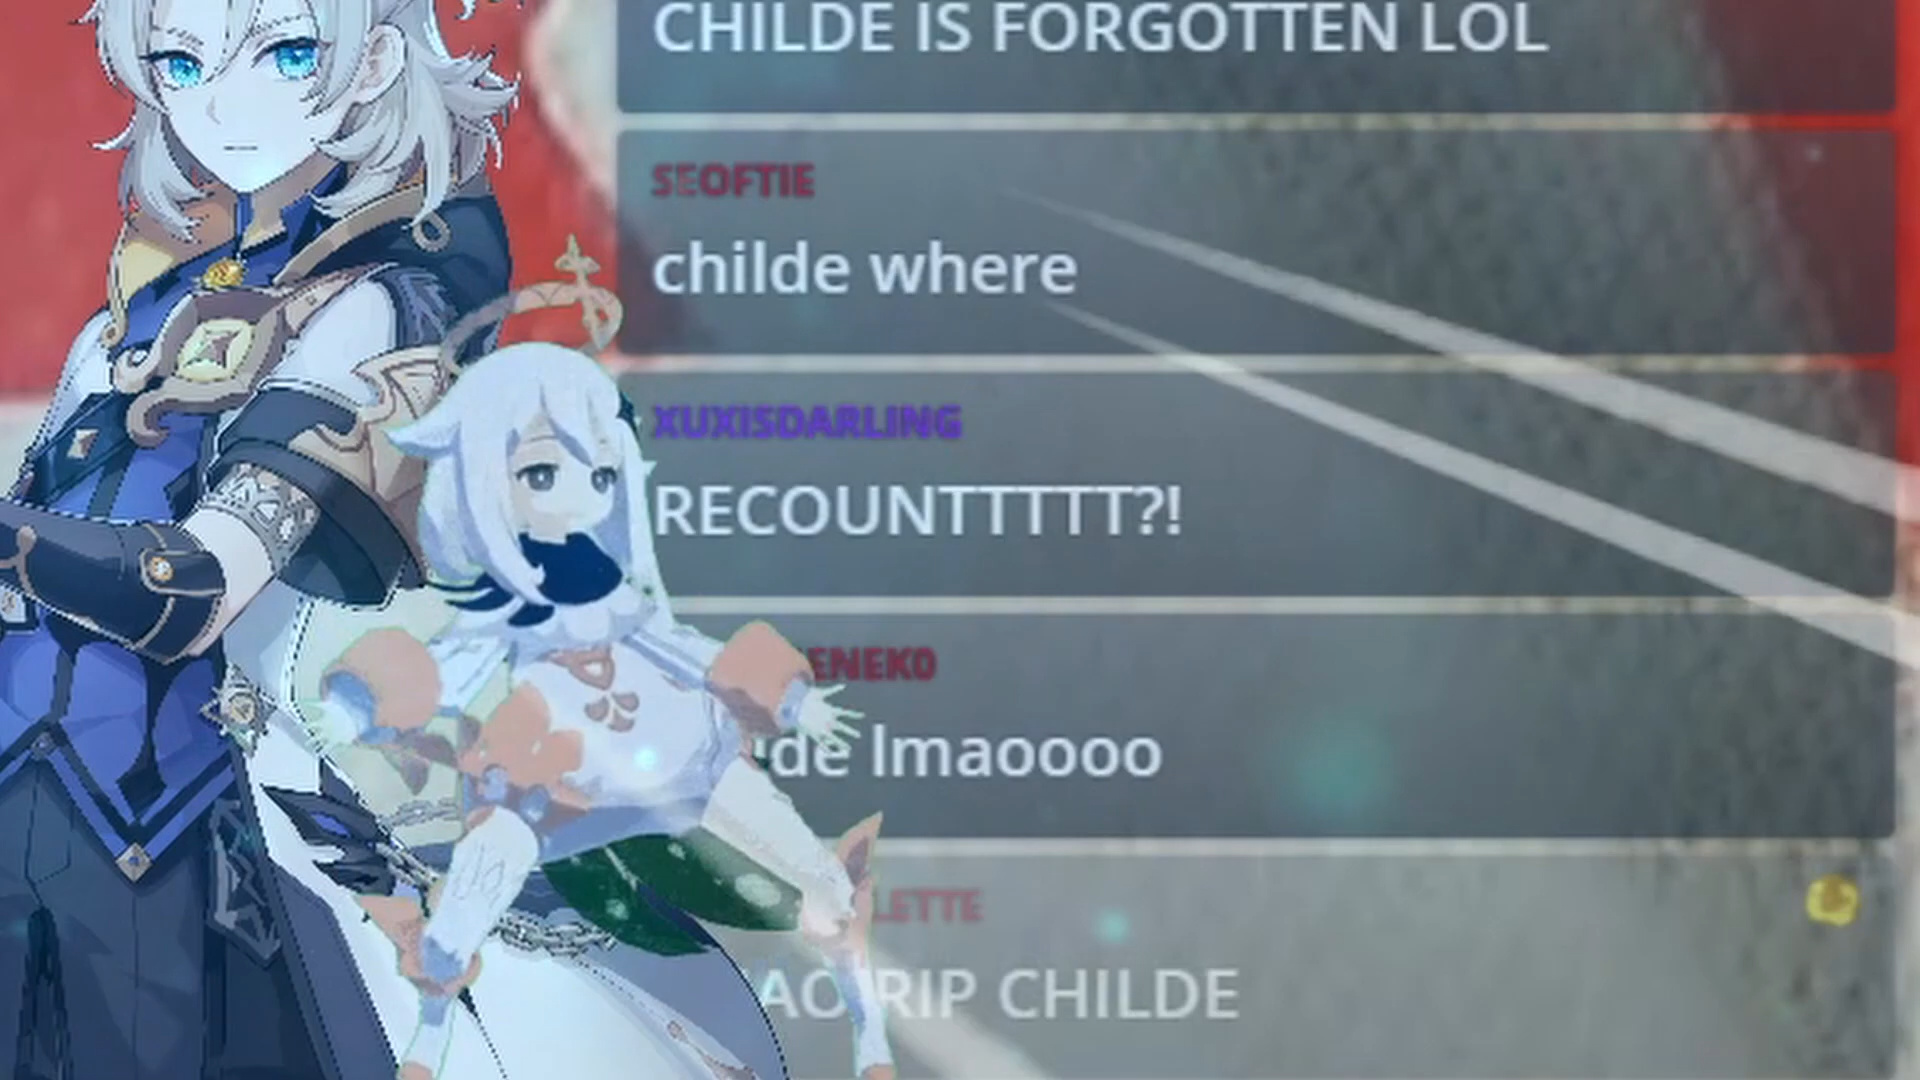 CHILDE IS FORGOTTEN LOL
SEOFTIE
childe where
XUXISDARLING
RECOUNTTTTT?!
lmaoooo
RIP CHILDE